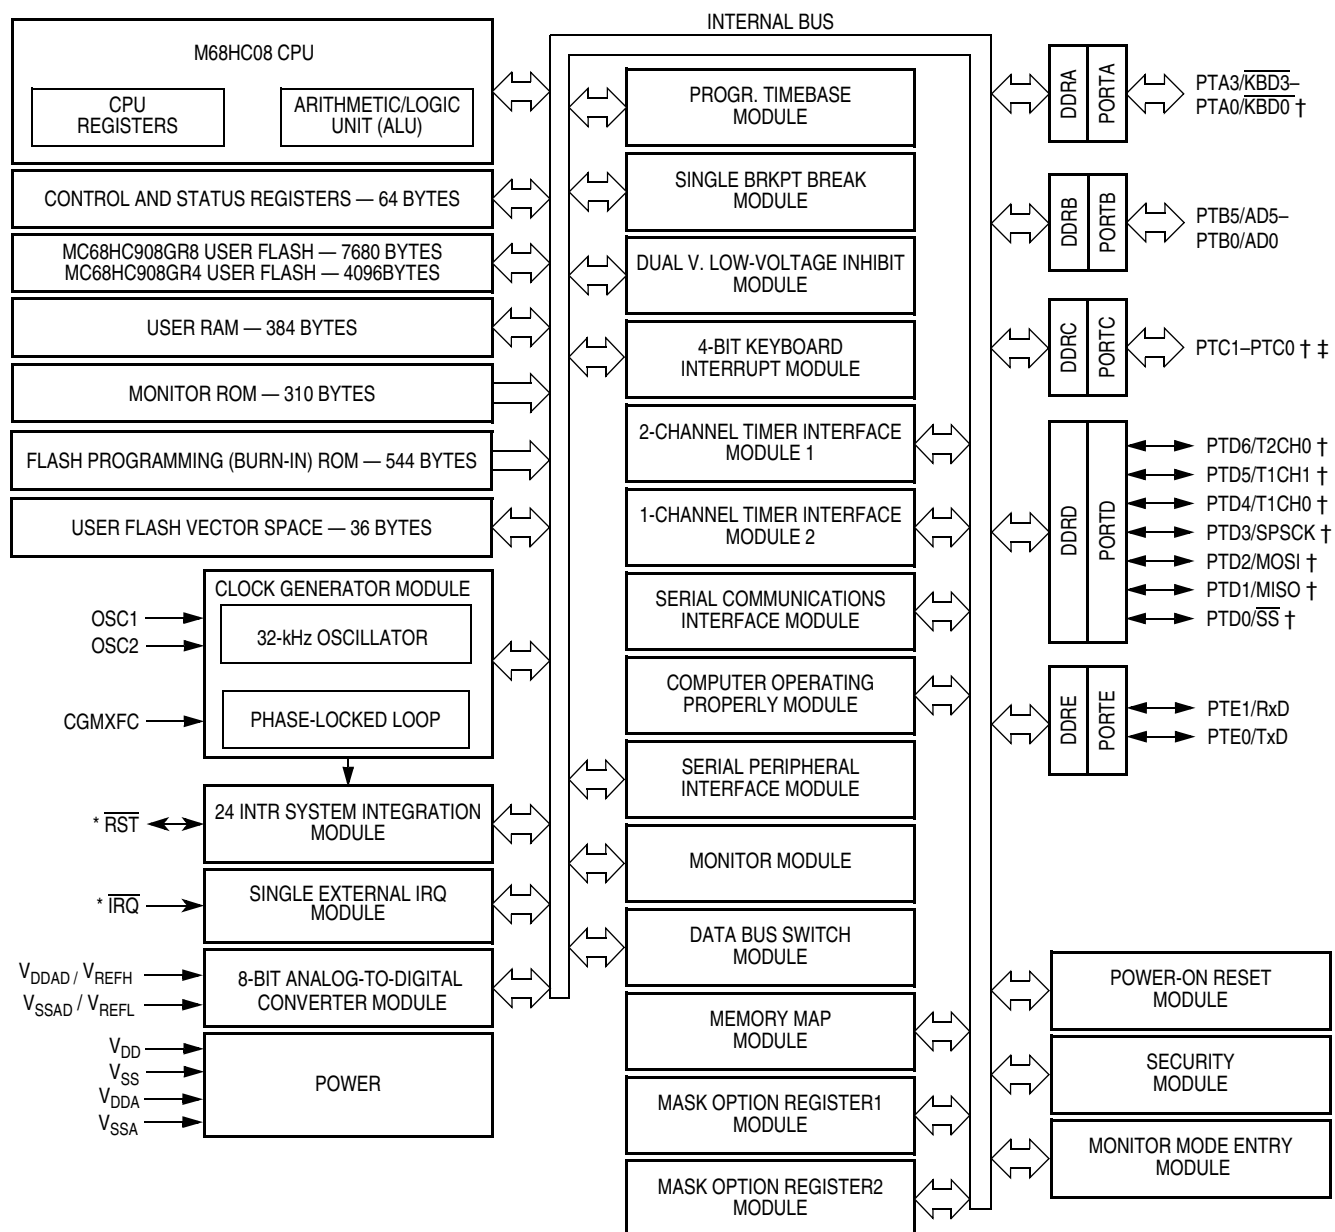 INTERNAL BUS
M68HC08 CPU
CPU
REGISTERS
ARITHMETIC/LOGIC
UNIT (ALU)
CONTROL AND STATUS REGISTERS — 64 BYTES
MC68HC908GR8 USER FLASH — 7680 BYTES
MC68HC908GR4 USER FLASH — 4096BYTES
USER RAM — 384 BYTES
MONITOR ROM — 310 BYTES
FLASH PROGRAMMING (BURN-IN) ROM — 544 BYTES
USER FLASH VECTOR SPACE — 36 BYTES
CLOCK GENERATOR MODULE
32-kHz OSCILLATOR
PHASE-LOCKED LOOP
OSC1
OSC2
CGMXFC
24 INTR SYSTEM INTEGRATION
MODULE
* RST
SINGLE EXTERNAL IRQ
MODULE
* IRQ
8-BIT ANALOG-TO-DIGITAL
CONVERTER MODULE
VDDAD / VREFH
VSSAD / VREFL
POWER
VDD
VSS
VDDA
VSSA
PROGR. TIMEBASE
MODULE
SINGLE BRKPT BREAK
MODULE
DUAL V. LOW-VOLTAGE INHIBIT
MODULE
4-BIT KEYBOARD
INTERRUPT MODULE
2-CHANNEL TIMER INTERFACE
MODULE 1
1-CHANNEL TIMER INTERFACE
MODULE 2
SERIAL COMMUNICATIONS
INTERFACE MODULE
COMPUTER OPERATING
PROPERLY MODULE
SERIAL PERIPHERAL
INTERFACE MODULE
MONITOR MODULE
DATA BUS SWITCH
MODULE
MEMORY MAP
MODULE
MASK OPTION REGISTER1
MODULE
MASK OPTION REGISTER2
MODULE
DDRA
PORTA
PTA3/KBD3–
PTA0/KBD0 †
DDRB
PORTB
PTB5/AD5–
PTB0/AD0
DDRC
PORTC
PTC1–PTC0 † ‡
DDRD
PORTD
PTD6/T2CH0 †
PTD5/T1CH1 †
PTD4/T1CH0 †
PTD3/SPSCK †
PTD2/MOSI †
PTD1/MISO †
PTD0/SS †
DDRE
PORTE
PTE1/RxD
PTE0/TxD
POWER-ON RESET
MODULE
SECURITY
MODULE
MONITOR MODE ENTRY
MODULE